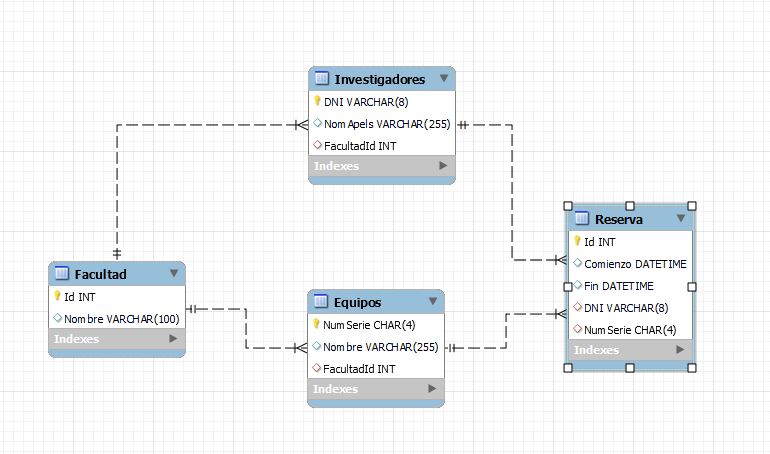 Investigadores
DNI VARCHAR(8)
NomApels VARCHAR(255)
FacultadId INT
Indexes
Facultad
Id INT
Nombre VARCHAR(100)
Indexes
Equipos
NumSerie CHAR(4)
Nombre VARCHAR(255)
FacultadId INT
Indexes
Reserva
Id INT
Comienzo DATETIME
Fin DATETIME
DNI VARCHAR(8)
NumSerie CHAR(4)
Indexes